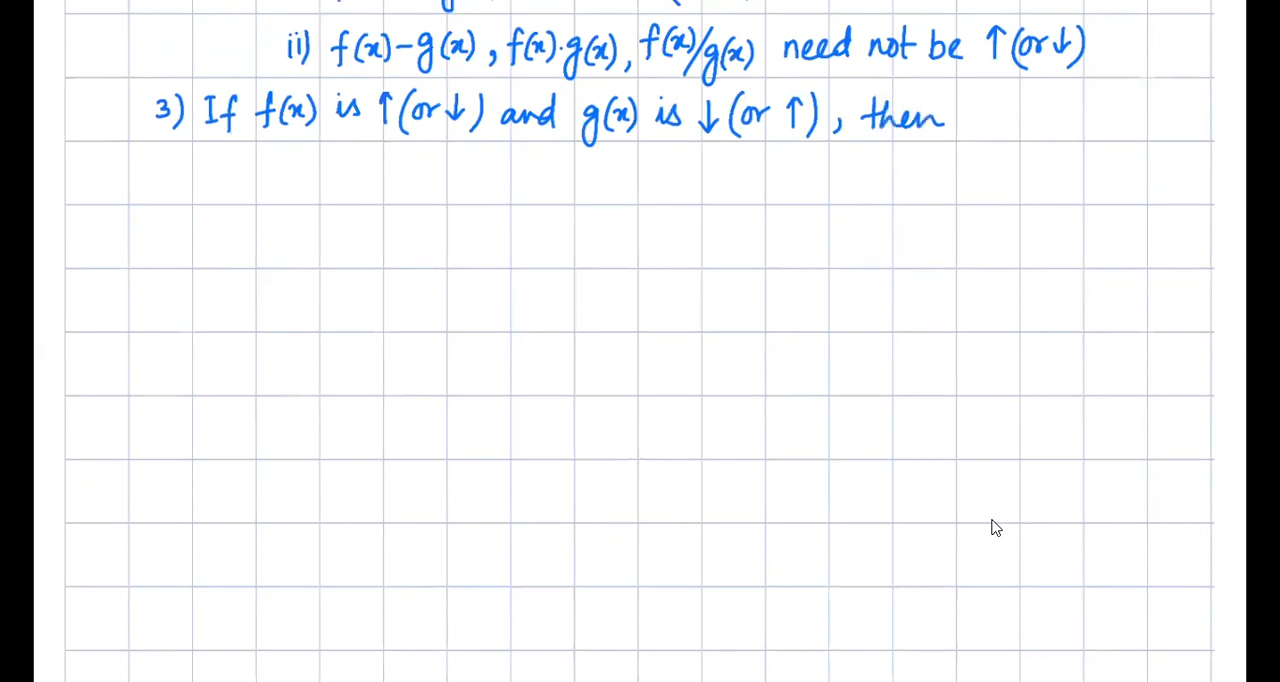 ii) f(x)-g(x), f(x)·g(x), f(x)/g(x) need not be ↑(or↓)
3) If f(x) is ↑(or↓) and g(x) is ↓(or ↑), then